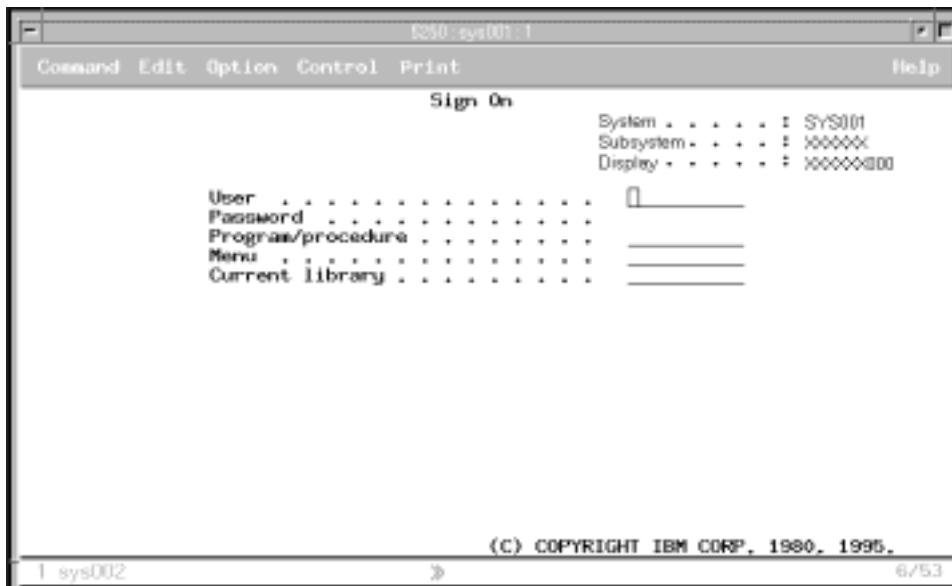 5250 : sys001 : 1
Command Edit Option Control Print Help
Sign On
System . . . . . : SYS001
Subsystem . . . . : XXXXXX
Display . . . . . : XXXXXX000
User . . . . . . . . . . . . . .
Password . . . . . . . . . . . .
Program/procedure . . . . . . . .
Menu . . . . . . . . . . . . . .
Current library . . . . . . . . .
(C) COPYRIGHT IBM CORP. 1980, 1995.
1 sys002 » 6/53